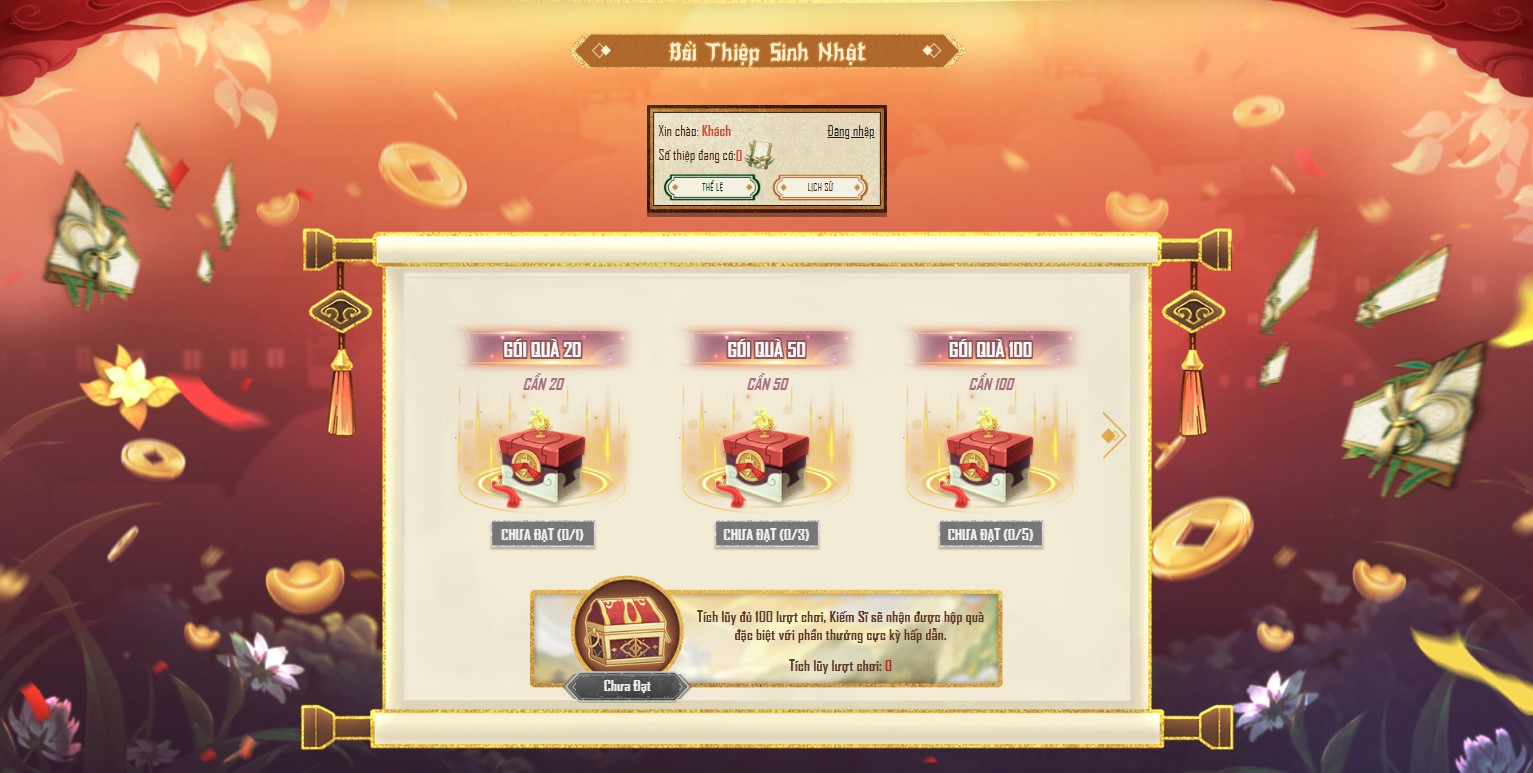 Đổi Thiệp Sinh Nhật
Xin chào: Khách
Đăng nhập
Số thiệp đang có:0
THỂ LỆ
LỊCH SỬ
GÓI QUÀ 20
GÓI QUÀ 50
GÓI QUÀ 100
CẦN 20
CẦN 50
CẦN 100
CHƯA ĐẠT (0/1)
CHƯA ĐẠT (0/3)
CHƯA ĐẠT (0/5)
Tích lũy đủ 100 lượt chơi, Kiếm Sĩ sẽ nhận được hộp quà
đặc biệt với phần thưởng cực kỳ hấp dẫn.
Tích lũy lượt chơi: 0
Chưa Đạt